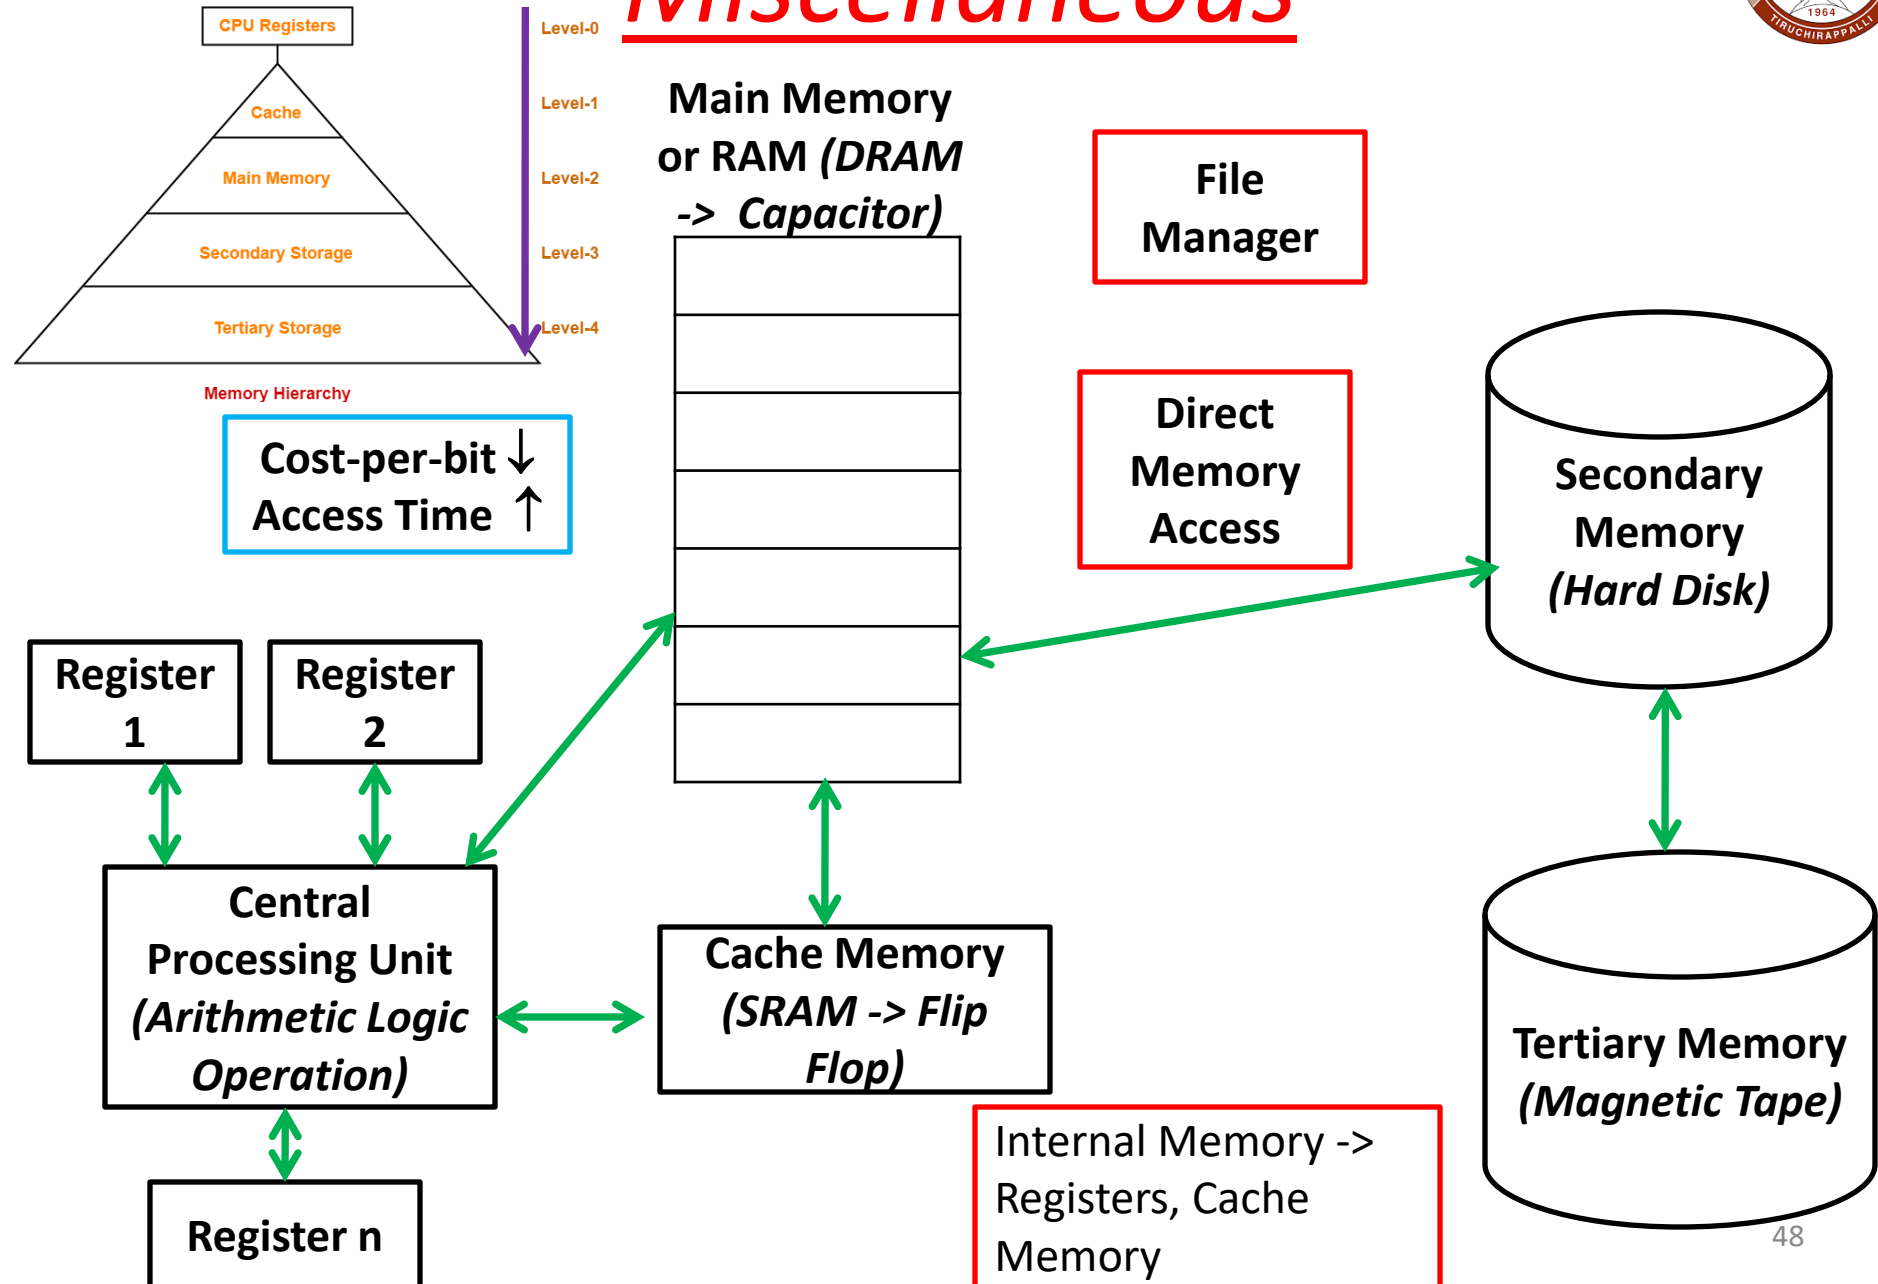 Miscellaneous
1964
TIRUCHIRAPPALLI
CPU Registers
Cache
Main Memory
Secondary Storage
Tertiary Storage
Level-0
Level-1
Level-2
Level-3
Level-4
Memory Hierarchy
Cost-per-bit ↓
Access Time ↑
Main Memory
or RAM (DRAM
-> Capacitor)
File
Manager
Direct
Memory
Access
Secondary
Memory
(Hard Disk)
Register
1
Register
2
Central
Processing Unit
(Arithmetic Logic
Operation)
Cache Memory
(SRAM -> Flip
Flop)
Tertiary Memory
(Magnetic Tape)
Register n
Internal Memory ->
Registers, Cache
Memory
48